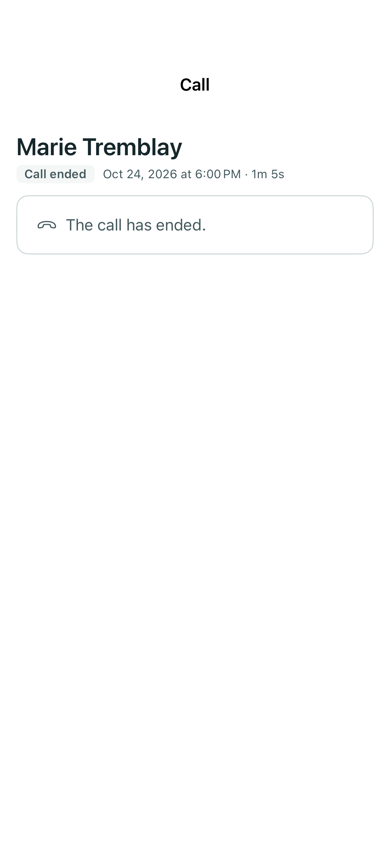 Call
Marie Tremblay
Call ended Oct 24, 2026 at 6:00 PM · 1m 5s
The call has ended.